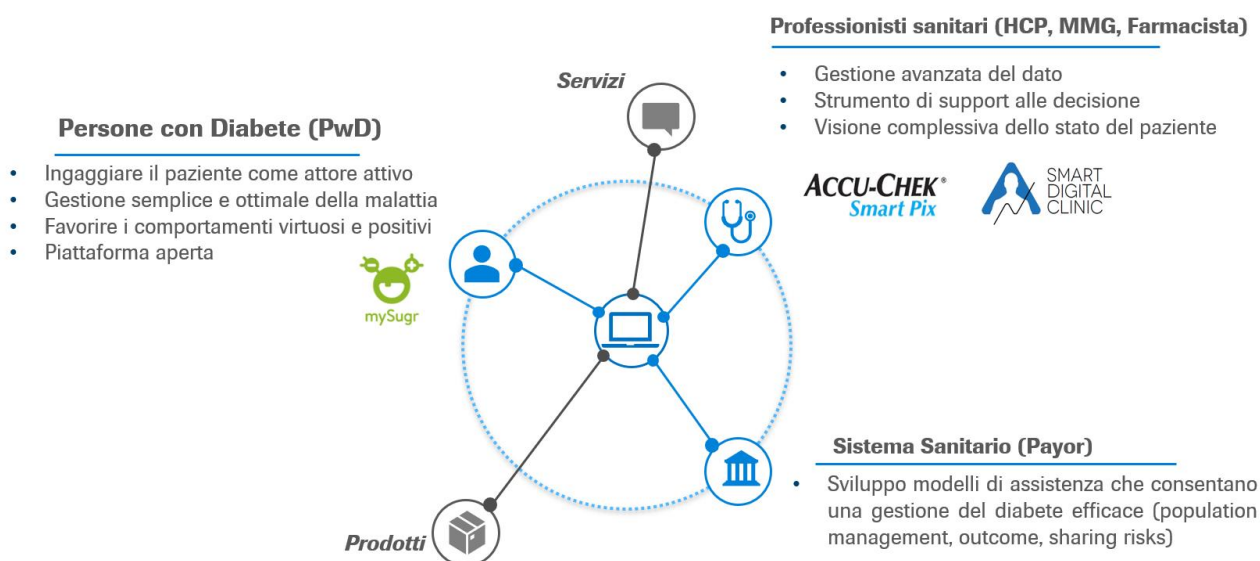 Professionisti sanitari (HCP, MMG, Farmacista)
• Gestione avanzata del dato
• Strumento di support alle decisione
• Visione complessiva dello stato del paziente
ACCU-CHEK®
Smart Pix
SMART
DIGITAL
CLINIC
Servizi
Persone con Diabete (PwD)
• Ingaggiare il paziente come attore attivo
• Gestione semplice e ottimale della malattia
• Favorire i comportamenti virtuosi e positivi
• Piattaforma aperta
mySugr
Sistema Sanitario (Payor)
• Sviluppo modelli di assistenza che consentano
una gestione del diabete efficace (population
management, outcome, sharing risks)
Prodotti